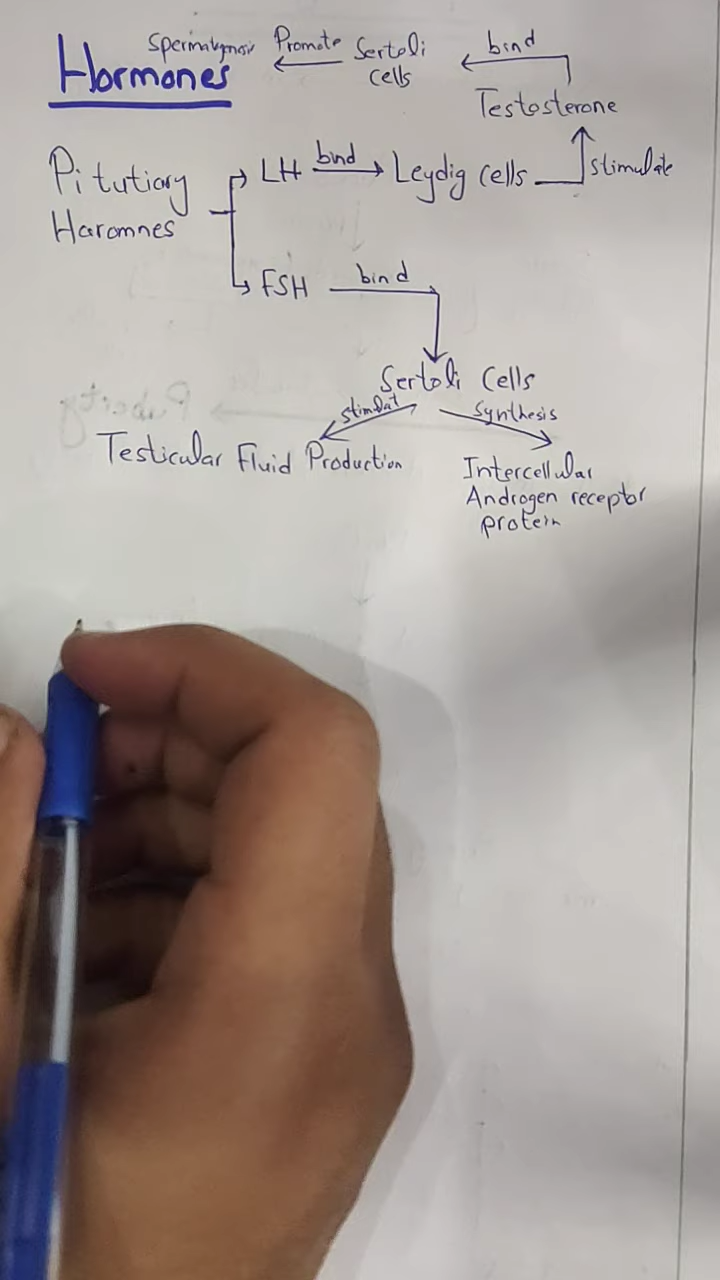 Spermatogenesis Promote Sertoli cells bind
Hormones
Testosterone
Pitutiary
Haromnes
LH bind Leydig cells stimulate
FSH bind
Sertoli Cells
stimulat synthesis
Testicular Fluid Production
Intercellular
Androgen receptor
protein
Puberty